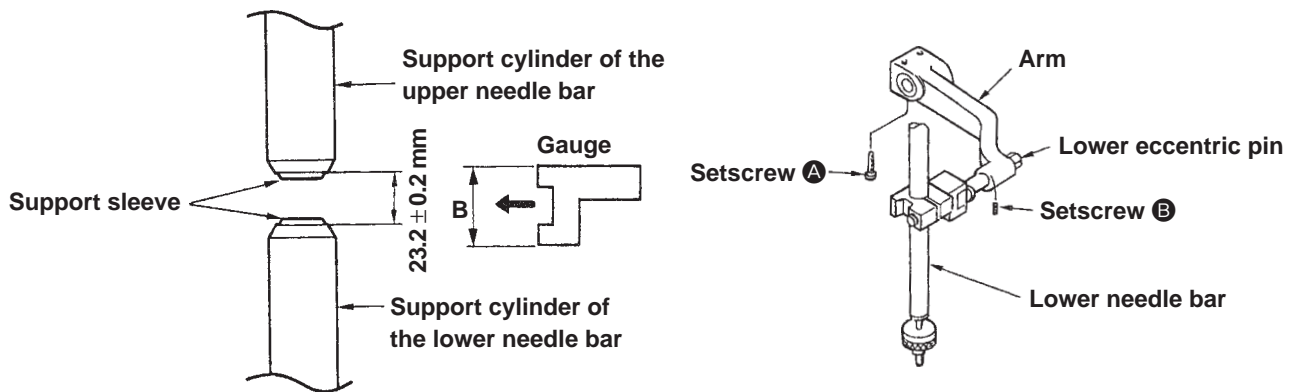 Support cylinder of the
upper needle bar
Support sleeve
23.2 ± 0.2 mm
Gauge
B
Support cylinder of
the lower needle bar
Arm
Lower eccentric pin
Setscrew A
Setscrew B
Lower needle bar